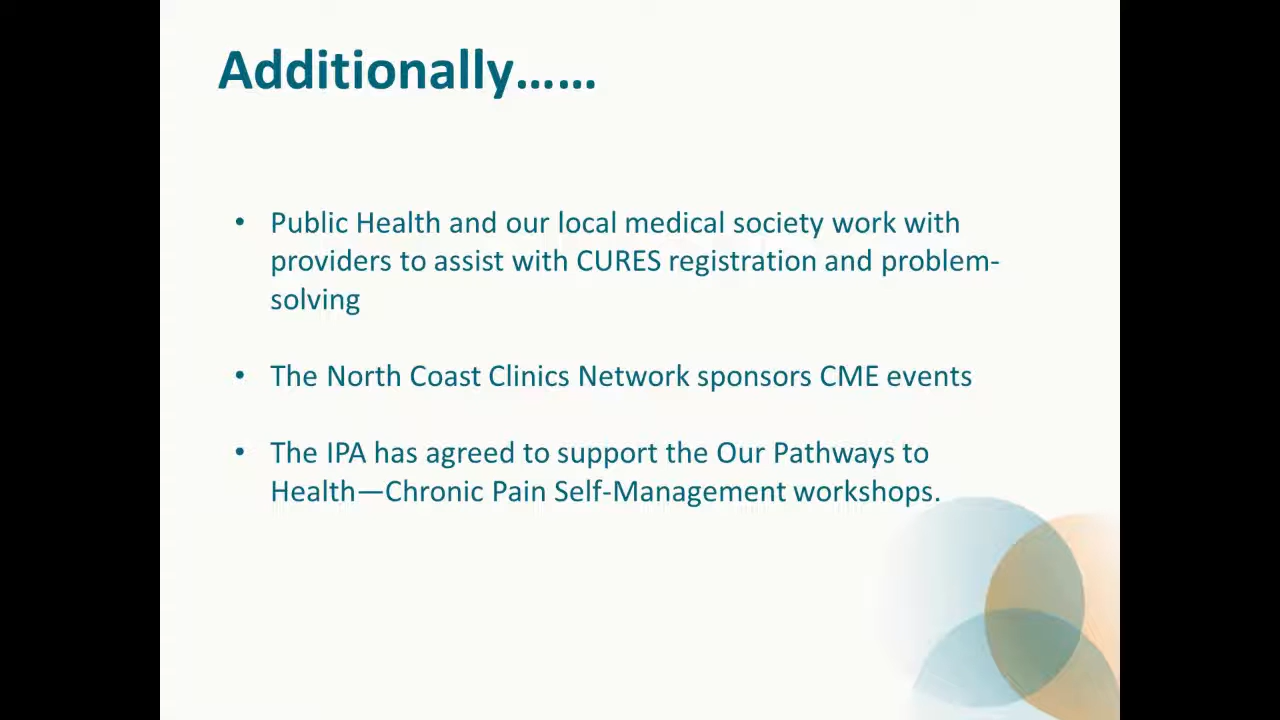 Additionally……
• Public Health and our local medical society work with
providers to assist with CURES registration and problem-
solving
• The North Coast Clinics Network sponsors CME events
• The IPA has agreed to support the Our Pathways to
Health—Chronic Pain Self-Management workshops.